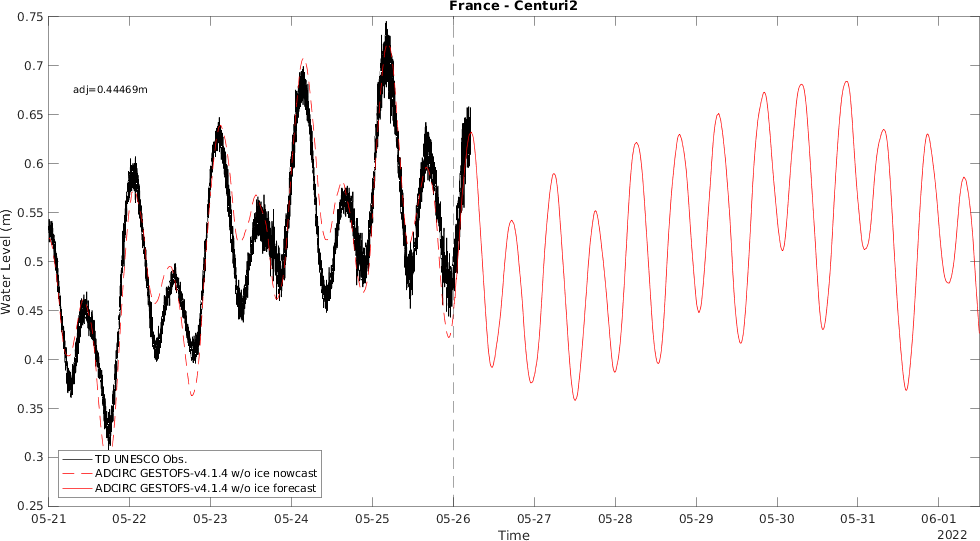 France - Centuri2
0.75
0.7
0.65
0.6
0.55
0.5
0.45
0.4
0.35
0.3
0.25
Water Level (m)
adj=0.44469m
TD UNESCO Obs.
ADCIRC GESTOFS-v4.1.4 w/o ice nowcast
ADCIRC GESTOFS-v4.1.4 w/o ice forecast
05-21 05-22 05-23 05-24 05-25 05-26 05-27 05-28 05-29 05-30 05-31 06-01
Time
2022